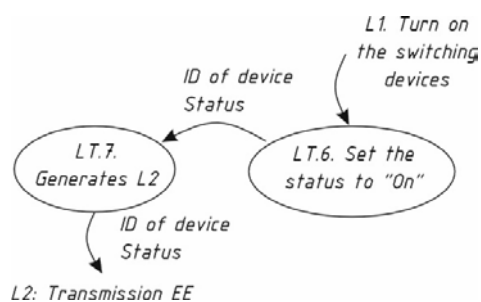 L1. Turn on
the switching
devices
ID of device
Status
LT.7.
Generates L2
LT.6. Set the
status to "On"
ID of device
Status
L2: Transmission EE